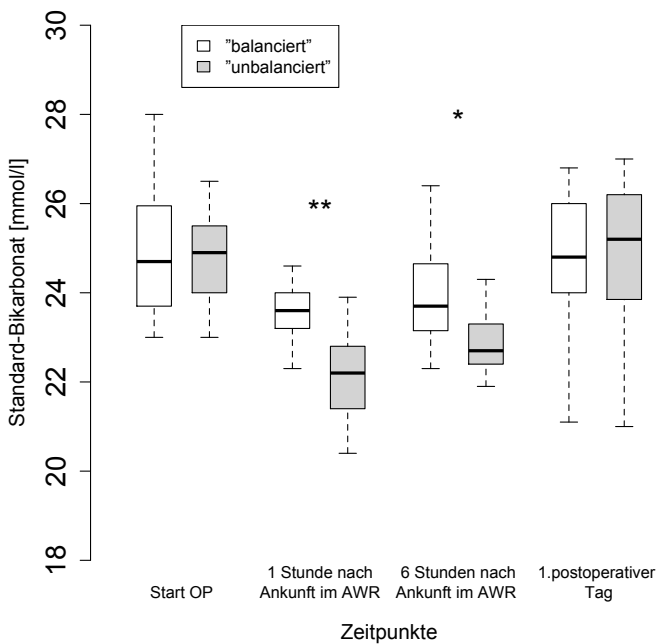 30
28
26
24
22
20
18
Standard-Bikarbonat [mmol/l]
"balanciert"
"unbalanciert"
**
*
Start OP
1 Stunde nach
Ankunft im AWR
6 Stunden nach
Ankunft im AWR
1.postoperativer
Tag
Zeitpunkte